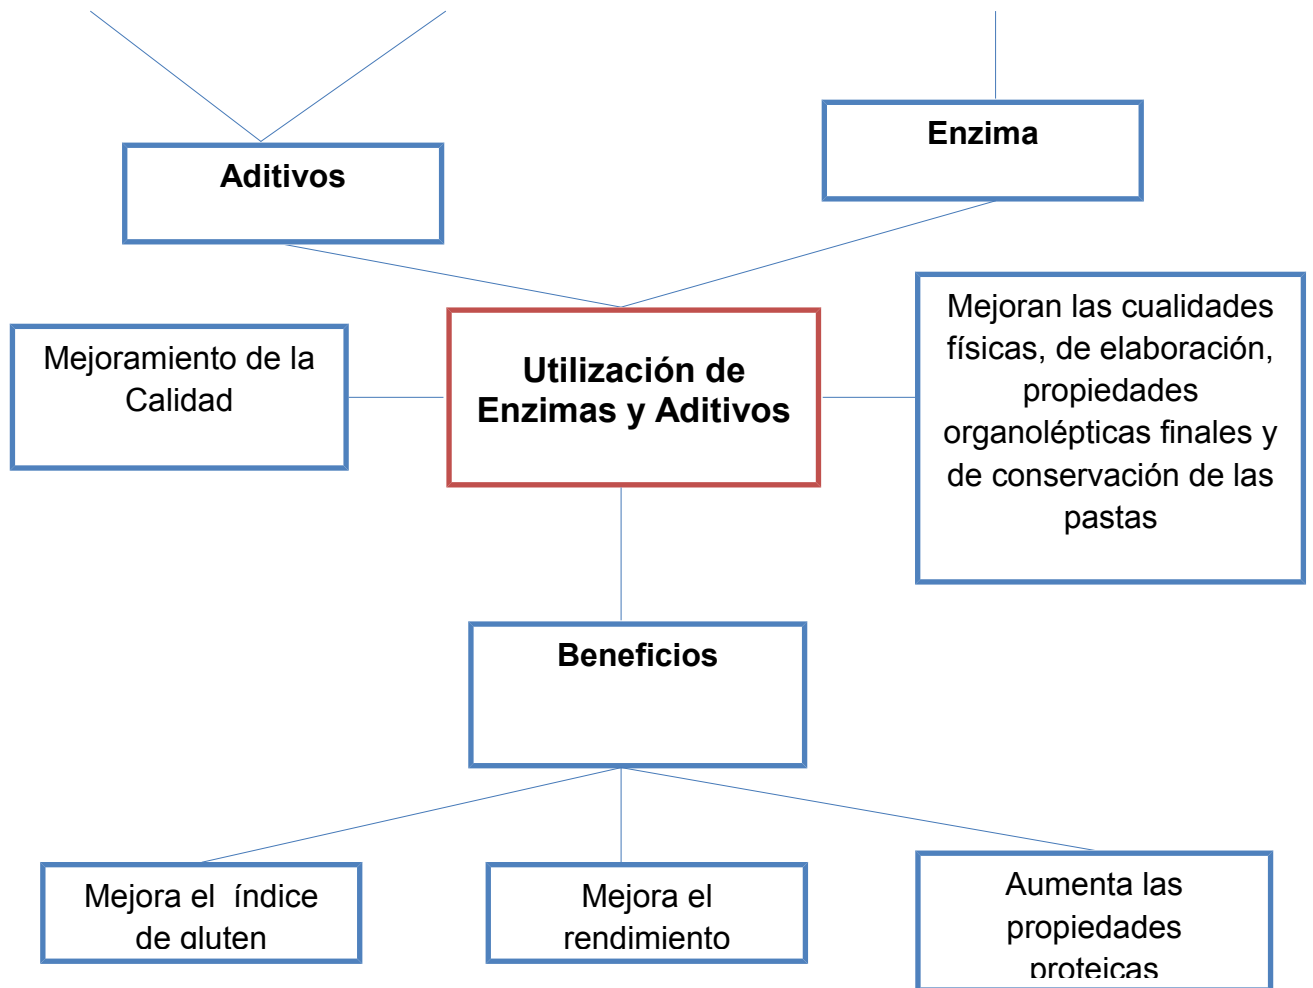 Enzima
Aditivos
Mejoran las cualidades
físicas, de elaboración,
propiedades
organolépticas finales y
de conservación de las
pastas
Mejoramiento de la
Calidad
Utilización de
Enzimas y Aditivos
Beneficios
Mejora el índice
de gluten
Mejora el
rendimiento
Aumenta las
propiedades
proteicas